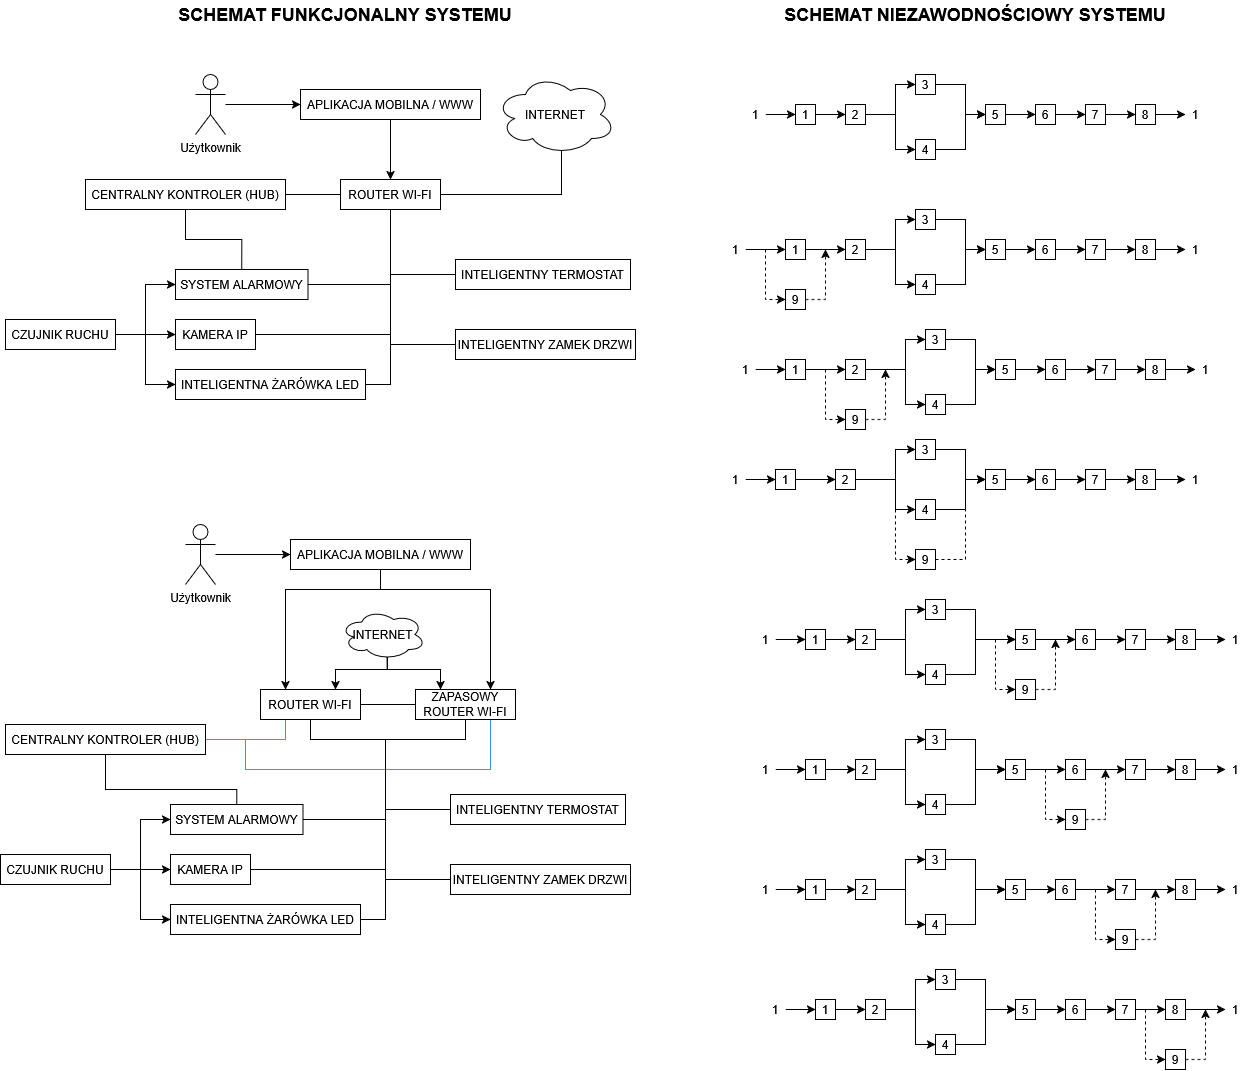 SCHEMAT FUNKCJONALNY SYSTEMU
Użytkownik
APLIKACJA MOBILNA / WWW
INTERNET
CENTRALNY KONTROLER (HUB)
ROUTER WI-FI
SYSTEM ALARMOWY
INTELIGENTNY TERMOSTAT
CZUJNIK RUCHU
KAMERA IP
INTELIGENTNY ZAMEK DRZWI
INTELIGENTNA ŻARÓWKA LED
Użytkownik
APLIKACJA MOBILNA / WWW
INTERNET
ROUTER WI-FI
ZAPASOWY
ROUTER WI-FI
CENTRALNY KONTROLER (HUB)
SYSTEM ALARMOWY
INTELIGENTNY TERMOSTAT
CZUJNIK RUCHU
KAMERA IP
INTELIGENTNY ZAMEK DRZWI
INTELIGENTNA ŻARÓWKA LED
SCHEMAT NIEZAWODNOŚCIOWY SYSTEMU
3
1 1 2 5 6 7 8 1
4
3
1 1 2 5 6 7 8 1
4
9
3
1 1 2 5 6 7 8 1
4
9
3
1 1 2 5 6 7 8 1
4
9
3
1 1 2 5 6 7 8 1
4
9
3
1 1 2 5 6 7 8 1
4
9
3
1 1 2 5 6 7 8 1
4
9
3
1 1 2 5 6 7 8 1
4
9